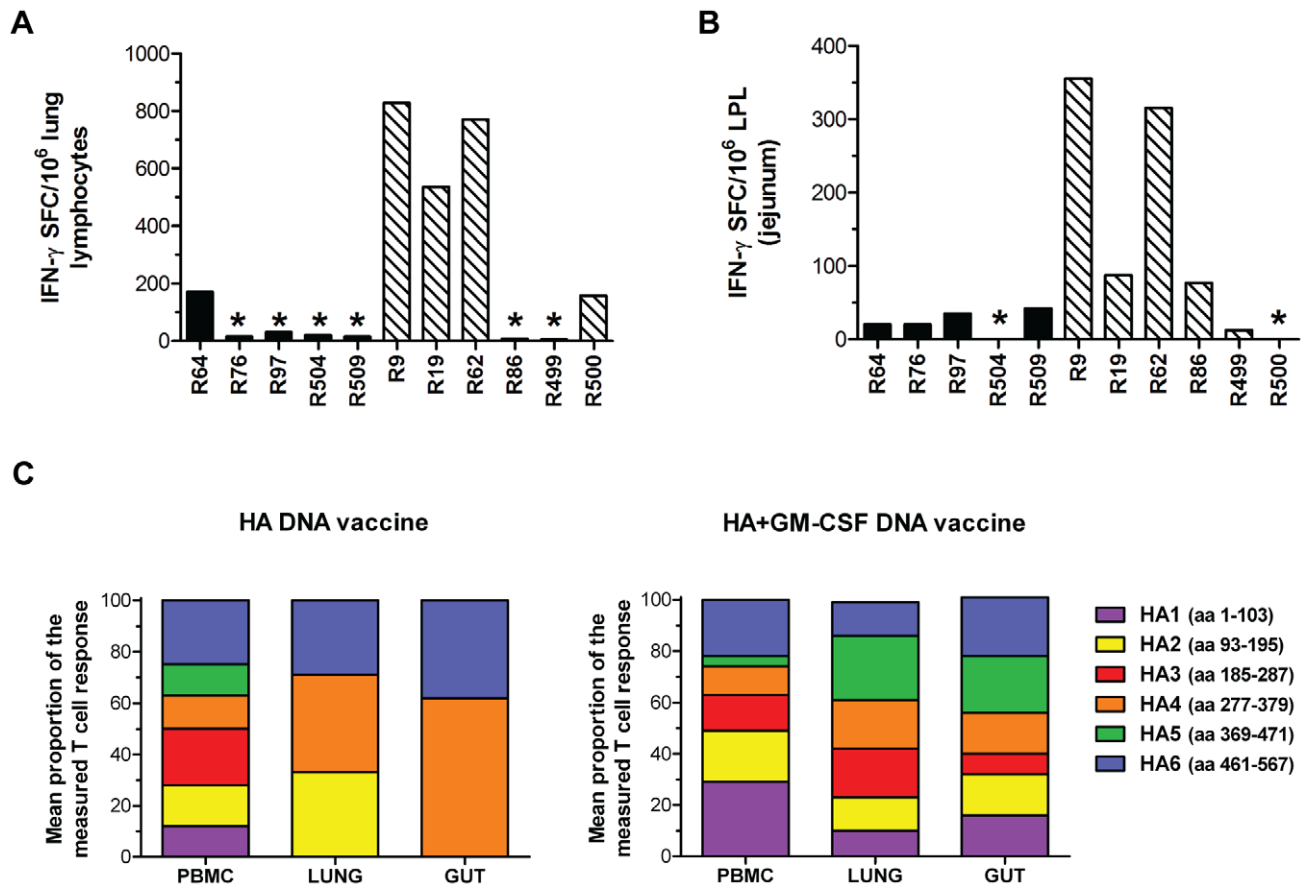 A
IFN-γ SFC/10⁶ lung
lymphocytes
1000
800
600
400
200
0
* * * * * *
R64 R76 R97 R504 R509 R9 R19 R62 R86 R499 R500
B
IFN-γ SFC/10⁶ LPL
(jejunum)
400
300
200
100
0
* *
R64 R76 R97 R504 R509 R9 R19 R62 R86 R499 R500
C
HA DNA vaccine
Mean proportion of the
measured T cell response
100
80
60
40
20
0
PBMC LUNG GUT
HA+GM-CSF DNA vaccine
Mean proportion of the
measured T cell response
100
80
60
40
20
0
PBMC LUNG GUT
HA1 (aa 1-103)
HA2 (aa 93-195)
HA3 (aa 185-287)
HA4 (aa 277-379)
HA5 (aa 369-471)
HA6 (aa 461-567)